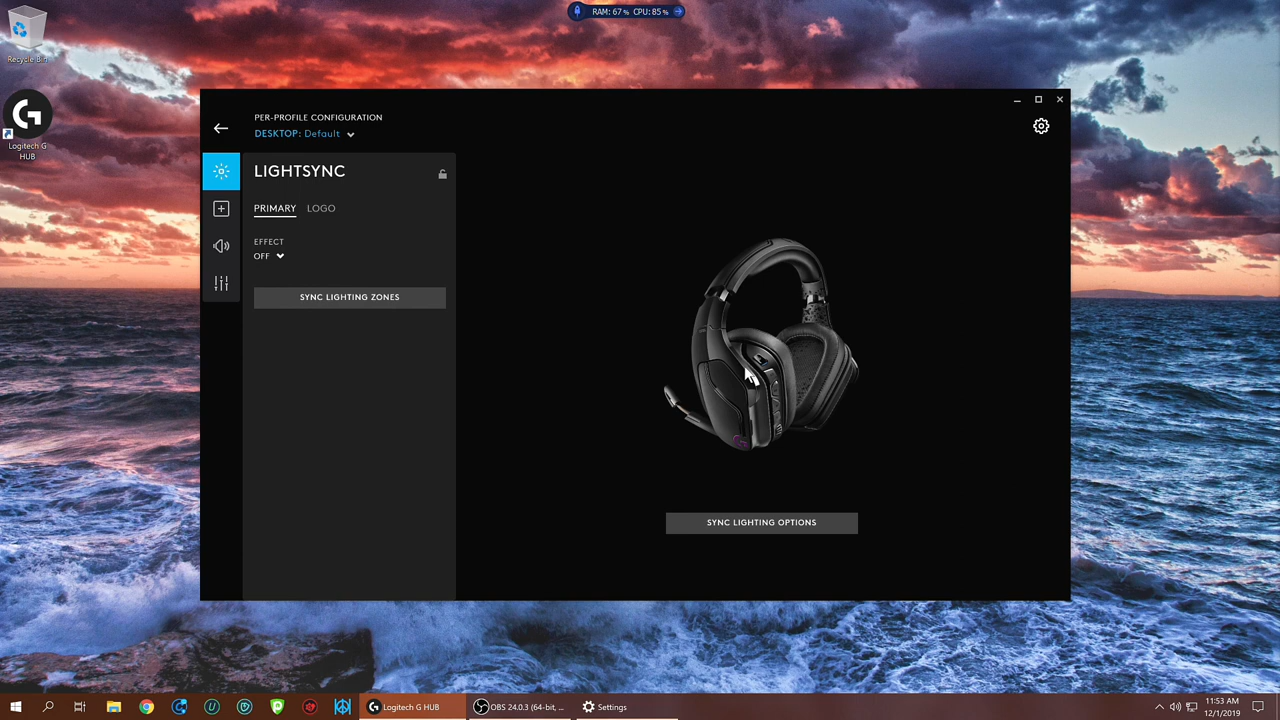 RAM: 67 % CPU: 85 %
Recycle Bin
Logitech G
HUB
PER-PROFILE CONFIGURATION
DESKTOP: Default
LIGHTSYNC
PRIMARY LOGO
EFFECT
OFF
SYNC LIGHTING ZONES
SYNC LIGHTING OPTIONS
Logitech G HUB
OBS 24.0.3 (64-bit, ...
Settings
11:53 AM
12/1/2019